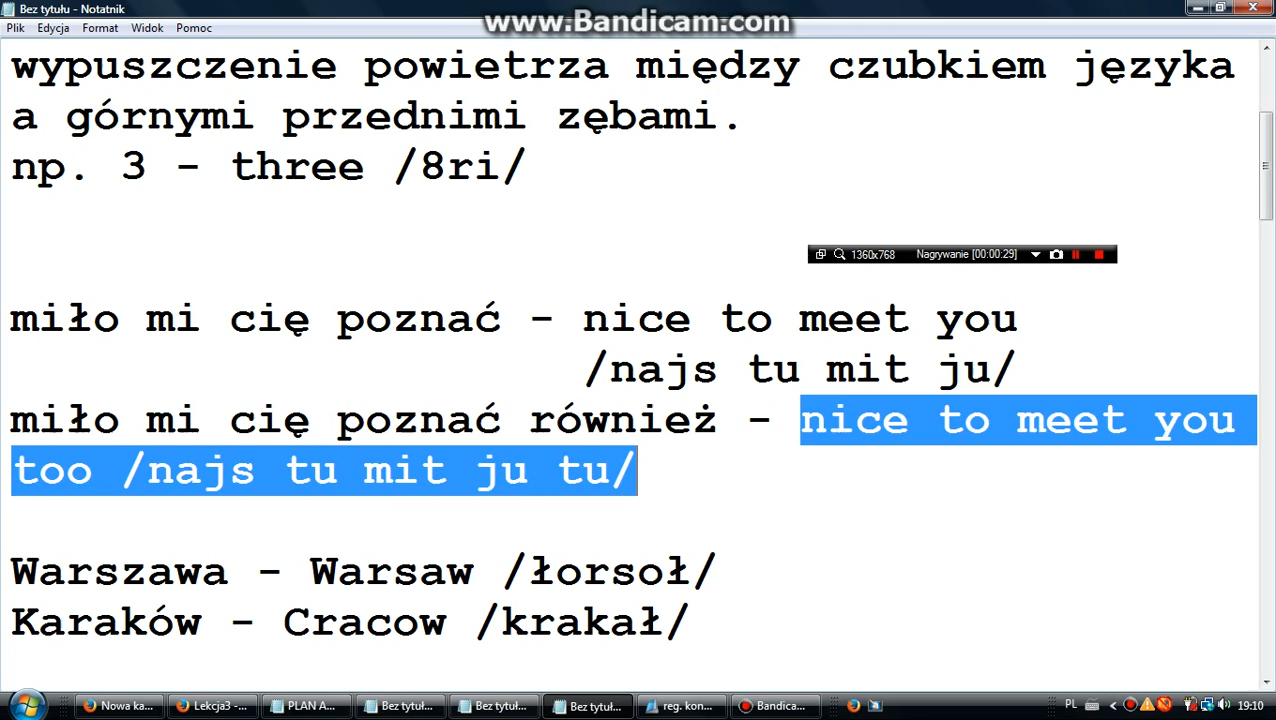 Bez tytułu - Notatnik
www.Bandicam.com
Plik Edycja Format Widok Pomoc
wypuszczenie powietrza między czubkiem języka
a górnymi przednimi zębami.
np. 3 - three /8ri/
1360x768 Nagrywanie [00:00:29]
miło mi cię poznać - nice to meet you
/najs tu mit ju/
miło mi cię poznać również - nice to meet you
too /najs tu mit ju tu/
Warszawa - Warsaw /łorsoł/
Karaków - Cracow /krakał/
Nowa ka... Lekcja3 -... PLAN A... Bez tytuł... Bez tytuł... Bez tytuł... reg. kon... Bandica... PL 19:10